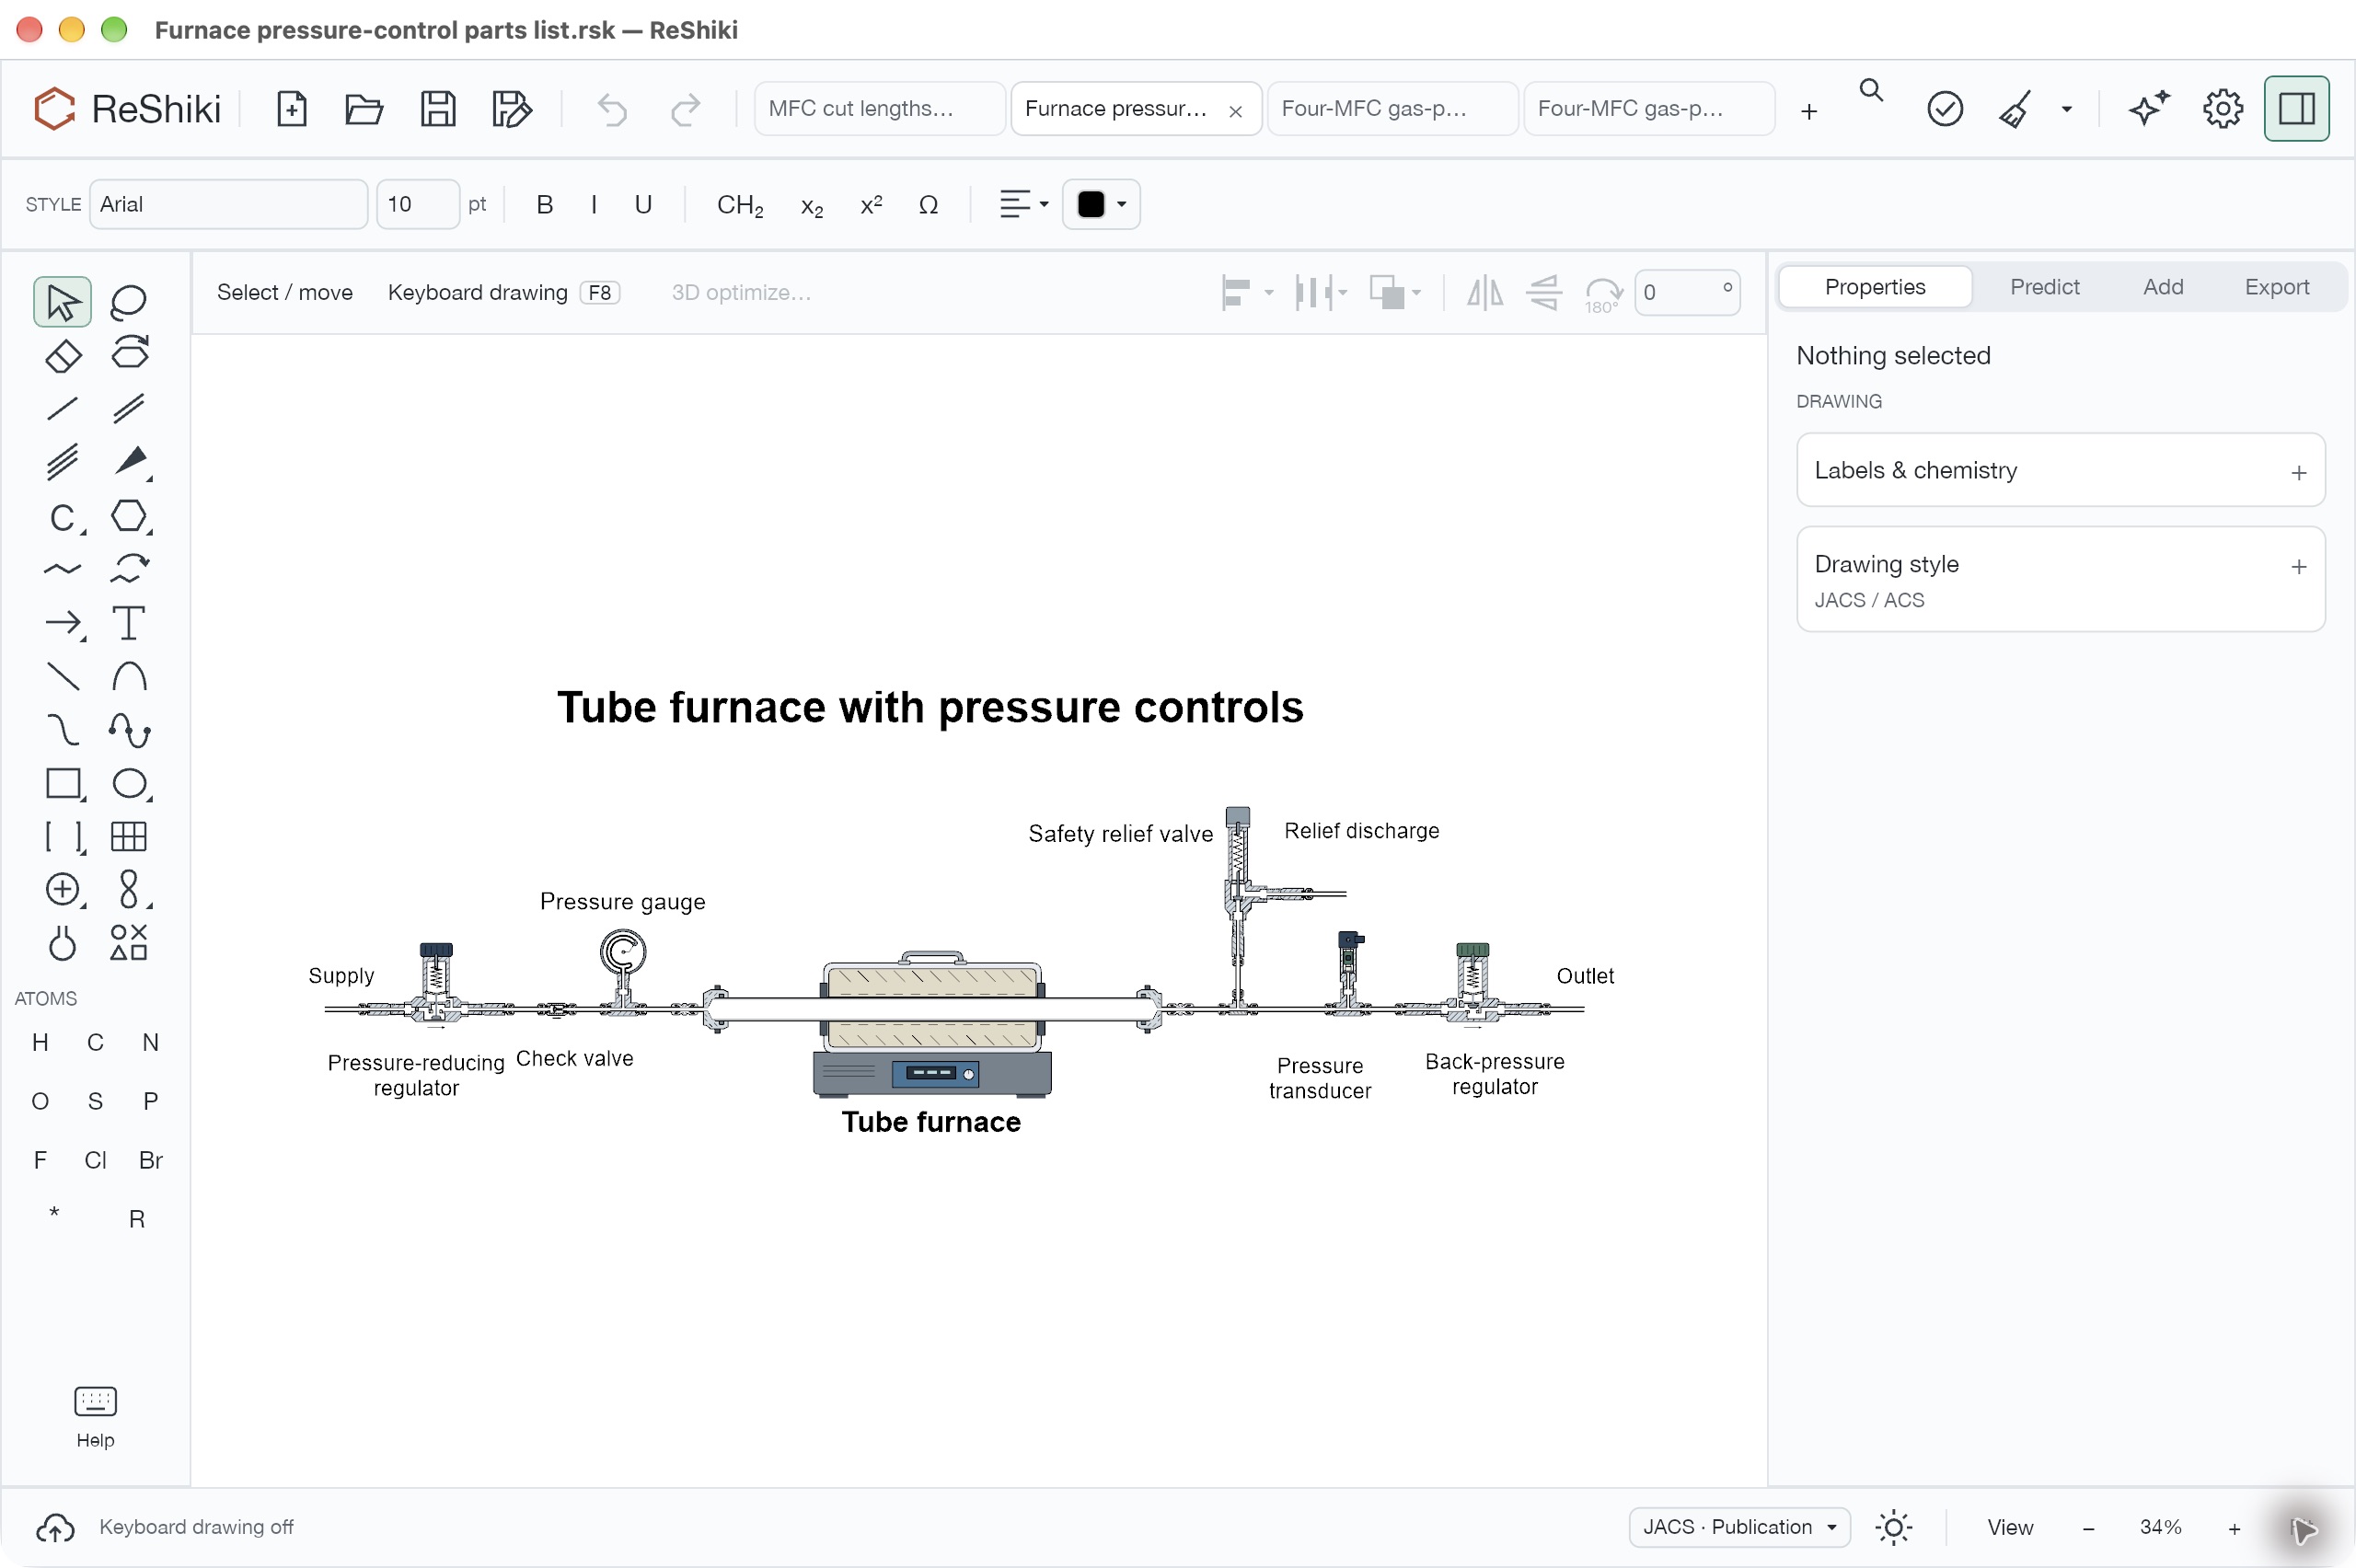 Furnace pressure-control parts list.rsk — ReShiki
ReShiki
MFC cut lengths...
Furnace pressur... ×
Four-MFC gas-p...
Four-MFC gas-p...
+
STYLE Arial 10 pt B I U CH₂ x₂ x² Ω
Select / move Keyboard drawing F8 3D optimize...
180° 0 °
Properties Predict Add Export
Nothing selected
DRAWING
Labels & chemistry +
Drawing style +
JACS / ACS
C
T
ATOMS
H C N
O S P
F Cl Br
* R
Help
Tube furnace with pressure controls
Safety relief valve
Relief discharge
Pressure gauge
Supply
Outlet
Pressure-reducing
regulator
Check valve
Pressure
transducer
Back-pressure
regulator
Tube furnace
Keyboard drawing off
JACS · Publication
View − 34% +